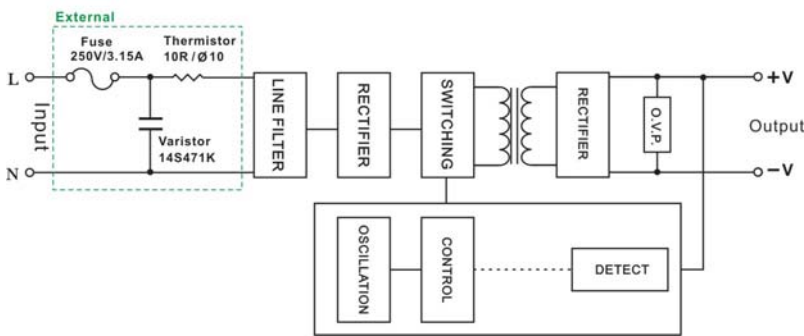 External
Fuse
250V/3.15A
Thermistor
10R/Ø10
L
Input
N
Varistor
14S471K
LINE FILTER
RECTIFIER
SWITCHING
RECTIFIER
O.V.P.
+V
Output
-V
OSCILLATION
CONTROL
DETECT